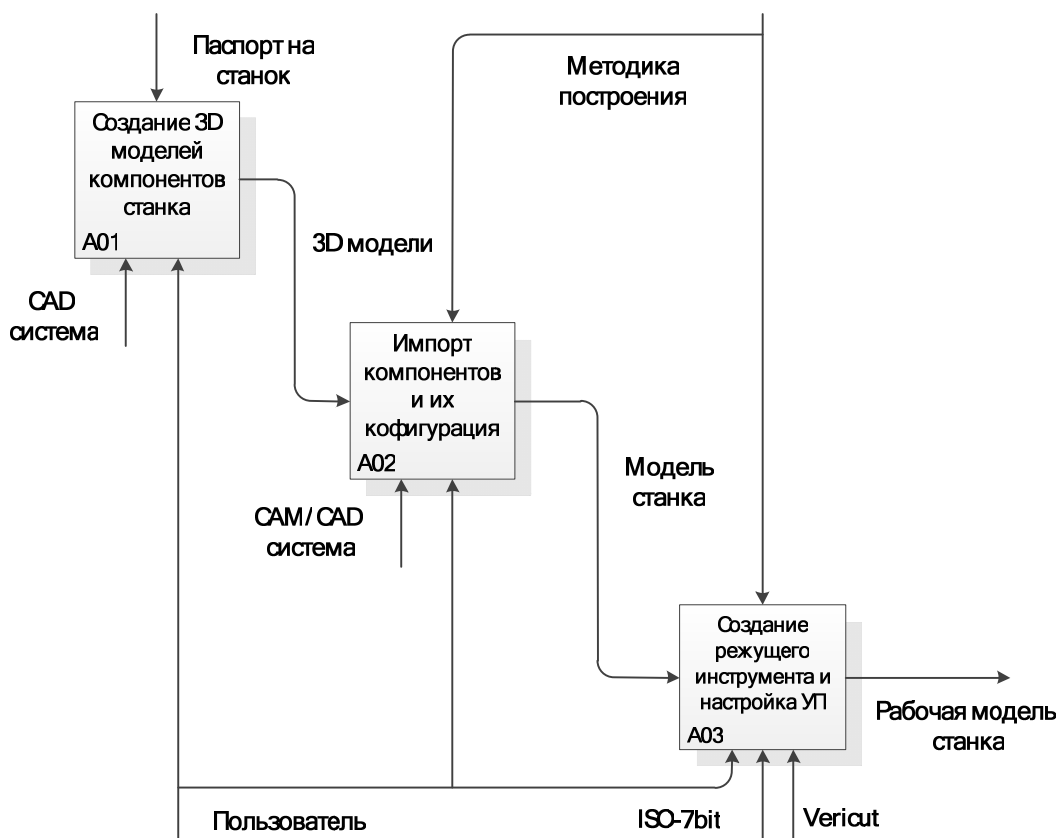 Паспорт на
станок
Методика
построения
Создание 3D
моделей
компонентов
станка
A01
3D модели
CAD
система
Импорт
компонентов
и их
кофигурация
A02
Модель
станка
CAM / CAD
система
Создание
режущего
инструмента и
настройка УП
A03
Рабочая модель
станка
Пользователь
ISO-7bit
Vericut